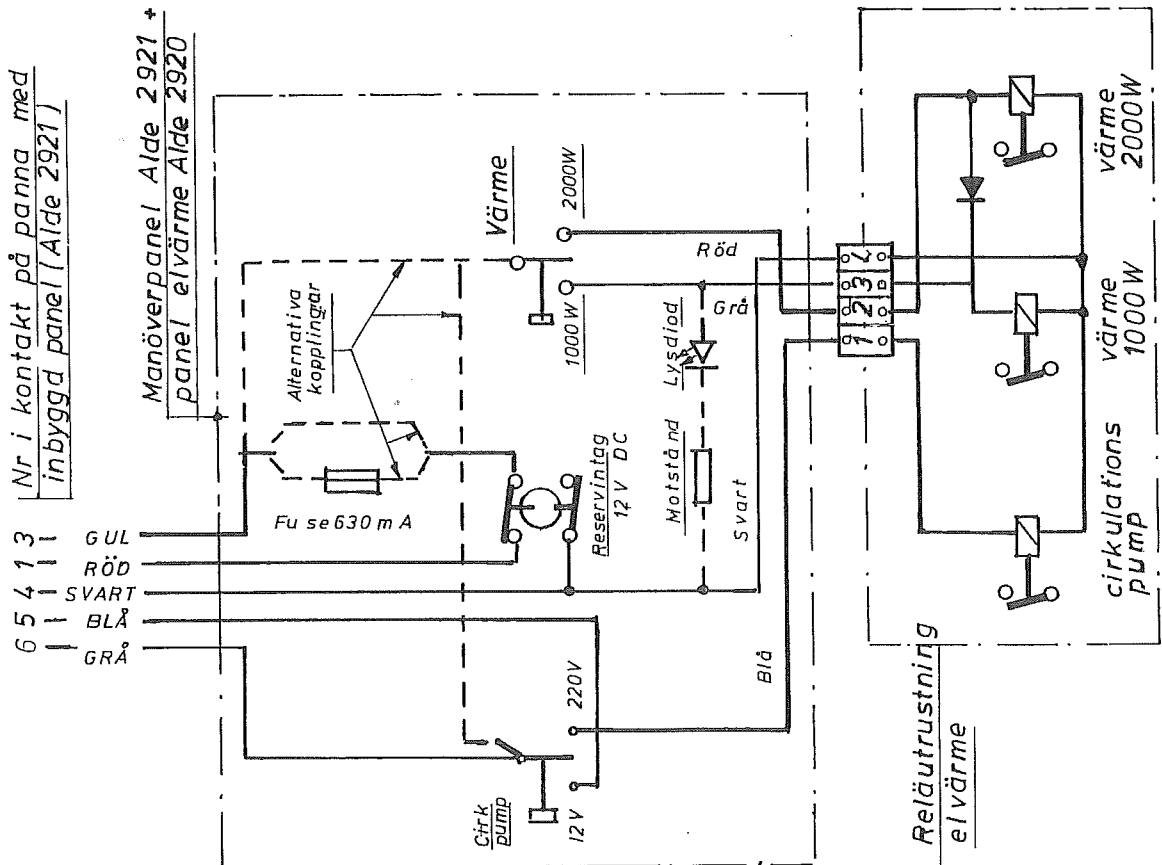 Nr i kontakt på panna med
inbyggd panel (Alde 2921)
Manöverpanel Alde 2921 +
panel elvärme Alde 2920
3 – GUL
1 – RÖD
4 – SVART
5 – BLÅ
6 – GRÅ
Fuse 630 mA
Alternativa
kopplingar
Värme
1000W
2000W
Reservintag
12V DC
Motstånd
Lysdiod
Röd
Grå
Svart
Blå
Cirk
pump
12V
220V
1 2 3 4
Reläutrustning
elvärme
cirkulations
pump
värme
1000W
värme
2000W